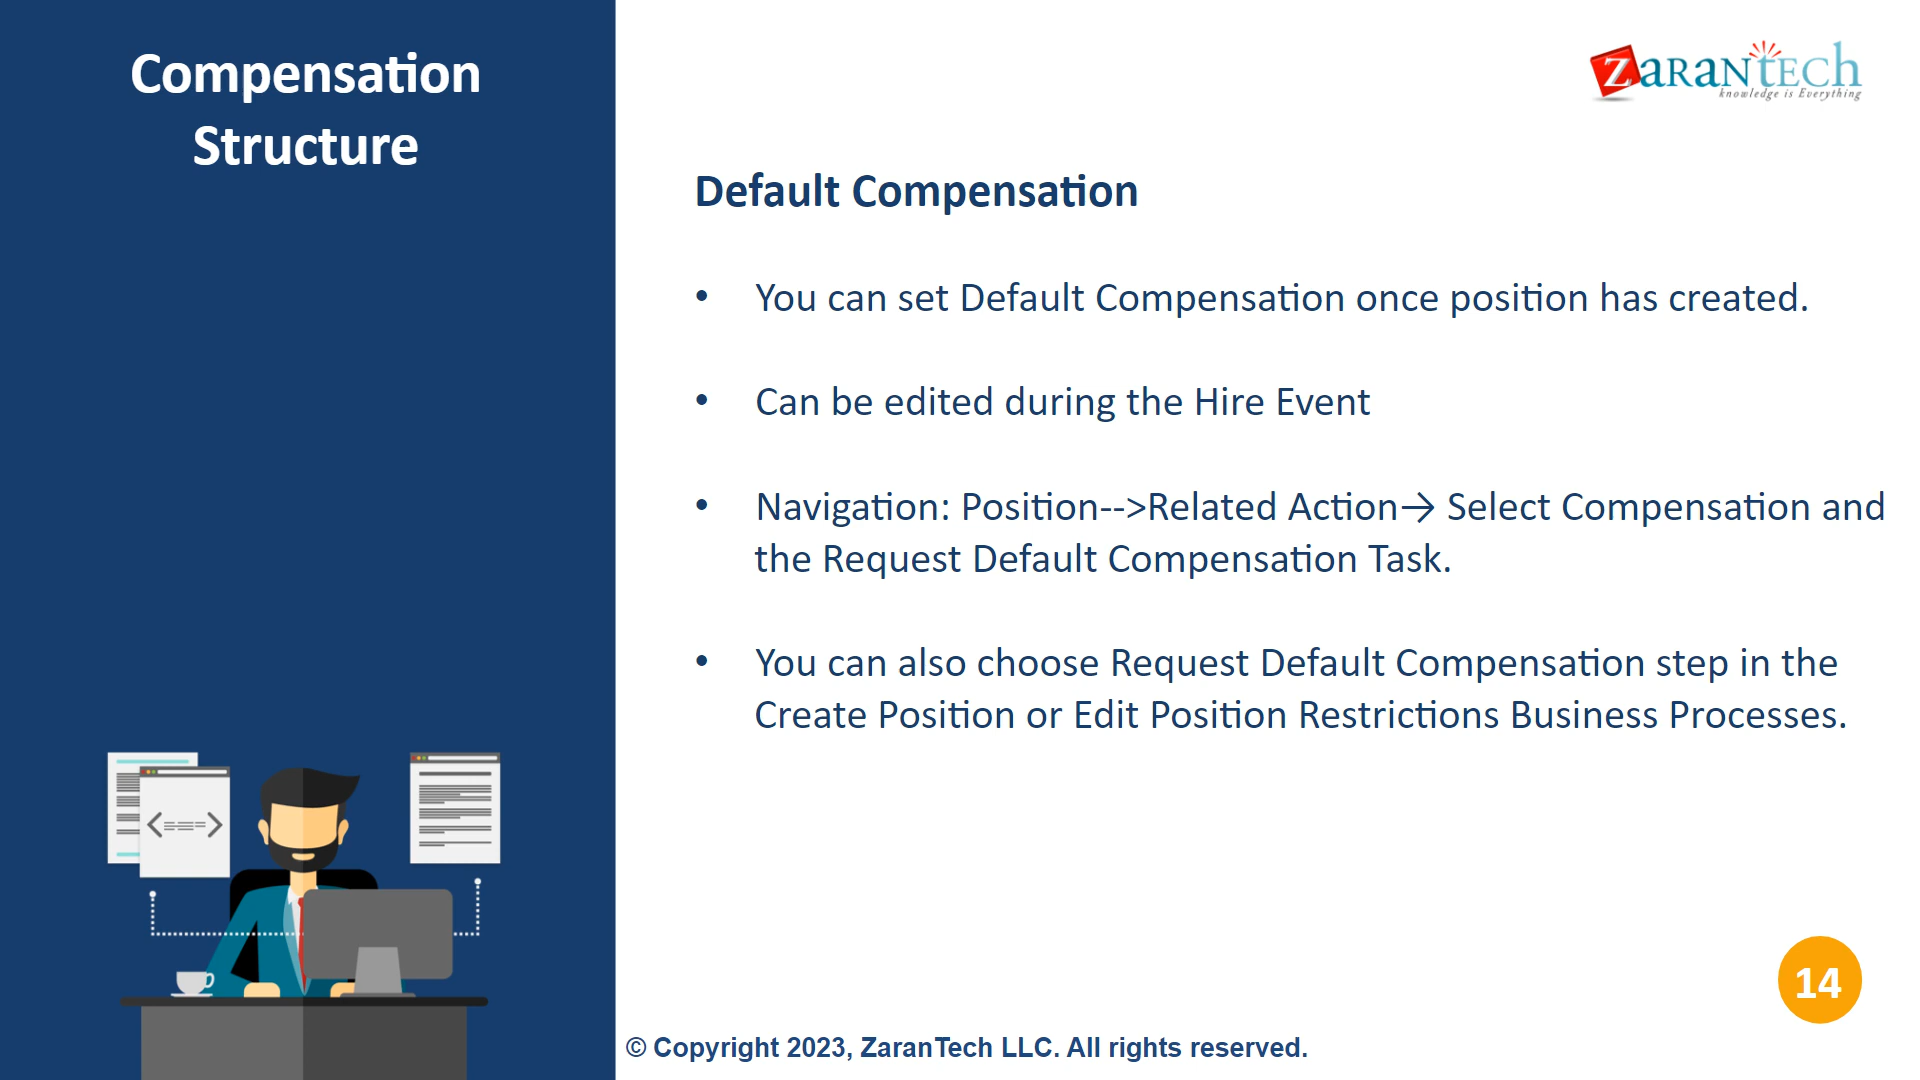 Compensation
Structure
ZaranTech
knowledge is Everything
Default Compensation
• You can set Default Compensation once position has created.
• Can be edited during the Hire Event
• Navigation: Position-->Related Action→ Select Compensation and
the Request Default Compensation Task.
• You can also choose Request Default Compensation step in the
Create Position or Edit Position Restrictions Business Processes.
14
© Copyright 2023, ZaranTech LLC. All rights reserved.